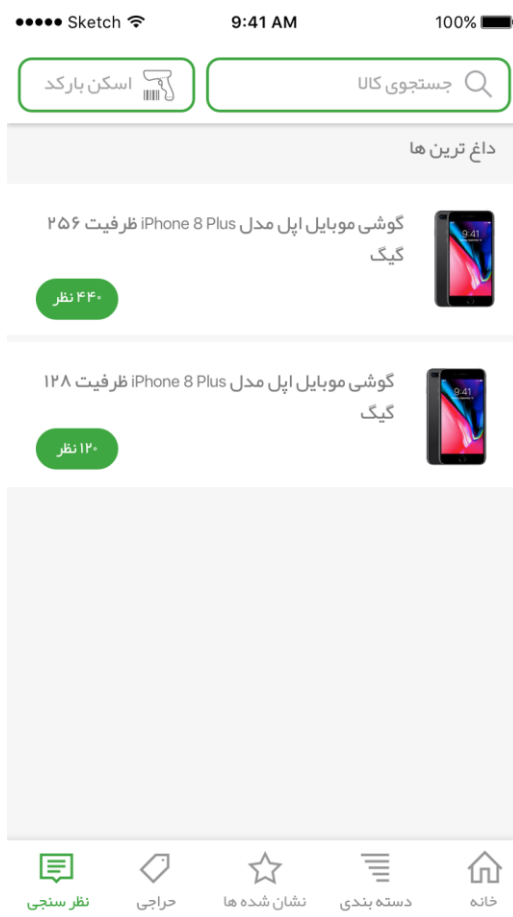 Sketch 9:41 AM 100%
جستجوی کالا
اسکن بارکد
داغ ترین ها
گوشی موبایل اپل مدل iPhone 8 Plus ظرفیت ۲۵۶
گیگ
۴۴۰ نظر
9:41
گوشی موبایل اپل مدل iPhone 8 Plus ظرفیت ۱۲۸
گیگ
۱۲۰ نظر
9:41
خانه
دسته بندی
نشان شده ها
حراجی
نظر سنجی